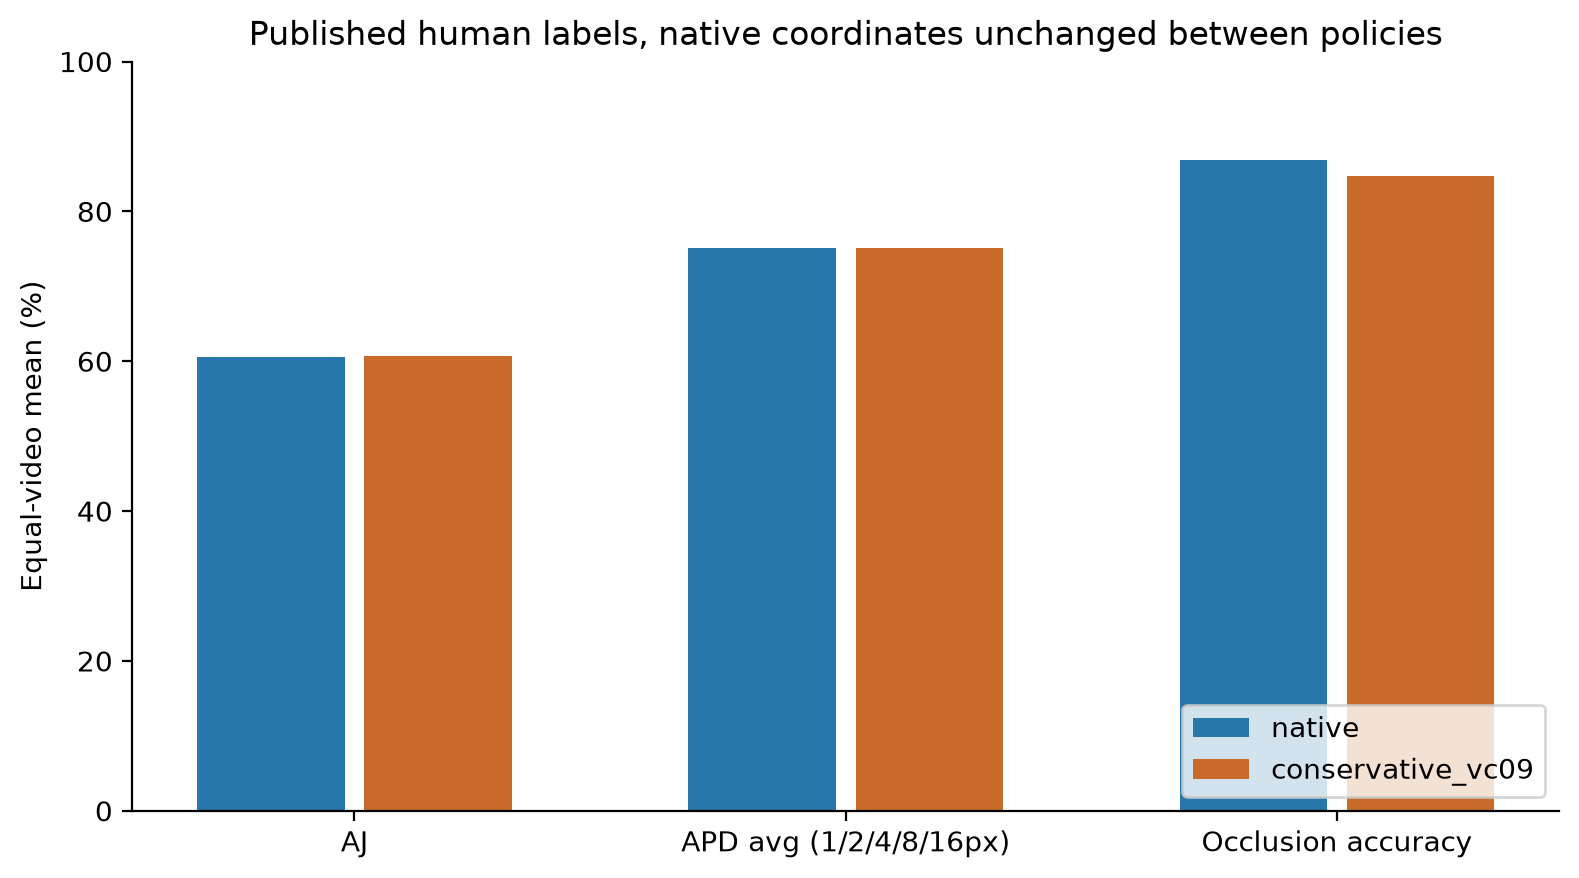 Published human labels, native coordinates unchanged between policies
Equal-video mean (%)
100
80
60
40
20
0
AJ
APD avg (1/2/4/8/16px)
Occlusion accuracy
native
conservative_vc09